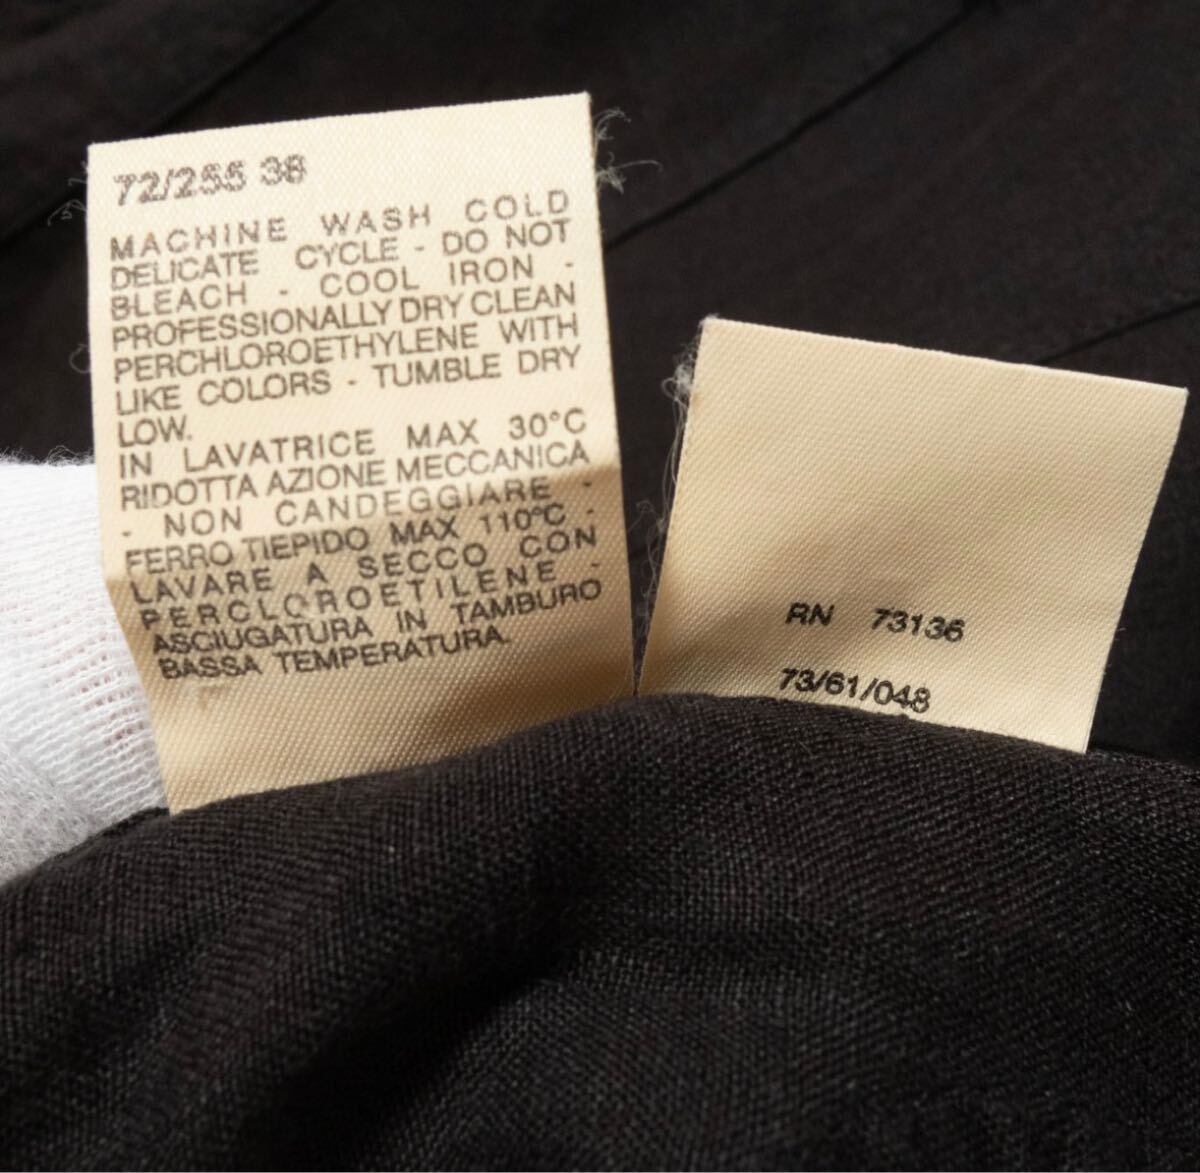 72/255 38
MACHINE WASH COLD
DELICATE CYCLE - DO NOT
BLEACH - COOL IRON -
PROFESSIONALLY DRY CLEAN
PERCHLOROETHYLENE WITH
LIKE COLORS - TUMBLE DRY
LOW.
IN LAVATRICE MAX 30°C
RIDOTTA AZIONE MECCANICA
- NON CANDEGGIARE -
FERRO TIEPIDO MAX 110°C -
LAVARE A SECCO CON
PERCLOROETILENE -
ASCIUGATURA IN TAMBURO
BASSA TEMPERATURA.
RN 73136
73/61/048